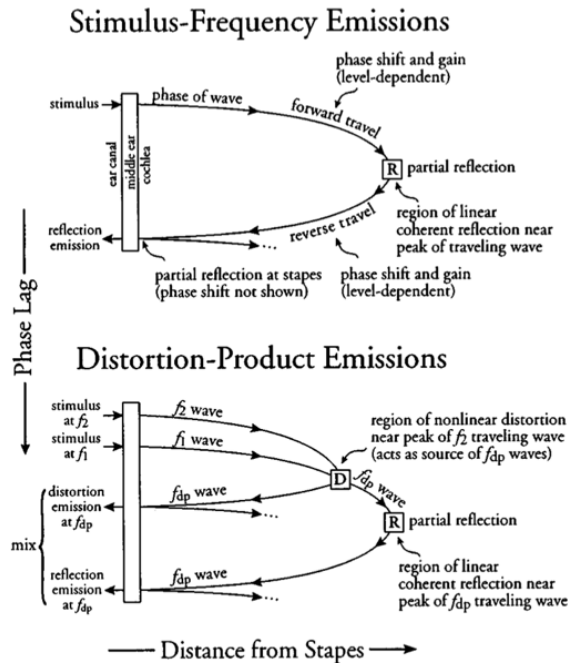 Stimulus-Frequency Emissions
phase shift and gain
(level-dependent)
stimulus
phase of wave
forward travel
ear canal
middle ear
cochlea
R
partial reflection
reflection
emission
reverse travel
...
region of linear
coherent reflection near
peak of traveling wave
partial reflection at stapes
(phase shift not shown)
phase shift and gain
(level-dependent)
Phase Lag
Distortion-Product Emissions
stimulus
at f2
f2 wave
region of nonlinear distortion
near peak of f2 traveling wave
(acts as source of fdp waves)
stimulus
at f1
f1 wave
D
fdp wave
mix
distortion
emission
at fdp
fdp wave
...
R
partial reflection
reflection
emission
at fdp
fdp wave
...
region of linear
coherent reflection near
peak of fdp traveling wave
Distance from Stapes